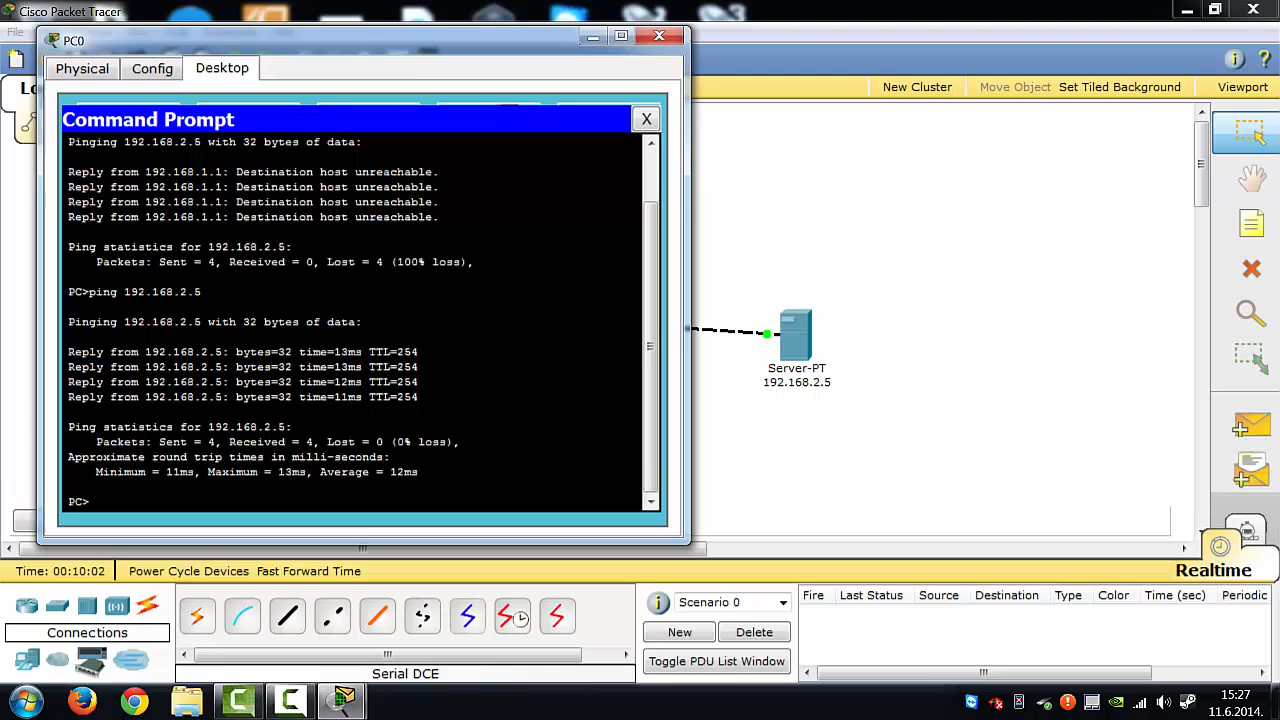 Cisco Packet Tracer
File
PC0
Physical
Config
Desktop
New Cluster
Move Object
Set Tiled Background
Viewport
Lo
Command Prompt
X
Pinging 192.168.2.5 with 32 bytes of data:
Reply from 192.168.1.1: Destination host unreachable.
Reply from 192.168.1.1: Destination host unreachable.
Reply from 192.168.1.1: Destination host unreachable.
Reply from 192.168.1.1: Destination host unreachable.
Ping statistics for 192.168.2.5:
Packets: Sent = 4, Received = 0, Lost = 4 (100% loss),
PC>ping 192.168.2.5
Pinging 192.168.2.5 with 32 bytes of data:
Reply from 192.168.2.5: bytes=32 time=13ms TTL=254
Reply from 192.168.2.5: bytes=32 time=13ms TTL=254
Reply from 192.168.2.5: bytes=32 time=12ms TTL=254
Reply from 192.168.2.5: bytes=32 time=11ms TTL=254
Ping statistics for 192.168.2.5:
Packets: Sent = 4, Received = 4, Lost = 0 (0% loss),
Approximate round trip times in milli-seconds:
Minimum = 11ms, Maximum = 13ms, Average = 12ms
PC>
Server-PT
192.168.2.5
Time: 00:10:02
Power Cycle Devices
Fast Forward Time
Realtime
Connections
Serial DCE
Scenario 0
New
Delete
Toggle PDU List Window
Fire
Last Status
Source
Destination
Type
Color
Time (sec)
Periodic
15:27
11.6.2014.